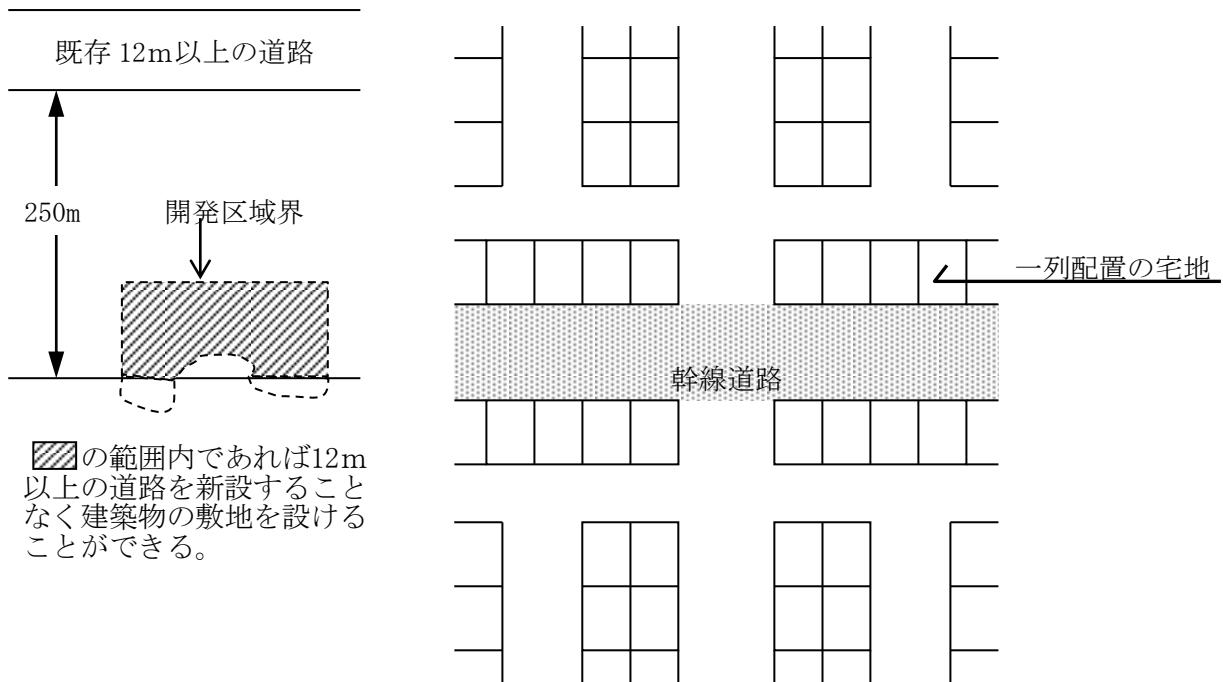 既存12m以上の道路
250m
開発区域界
の範囲内であれば12m
以上の道路を新設すること
なく建築物の敷地を設ける
ことができる。
一列配置の宅地
幹線道路